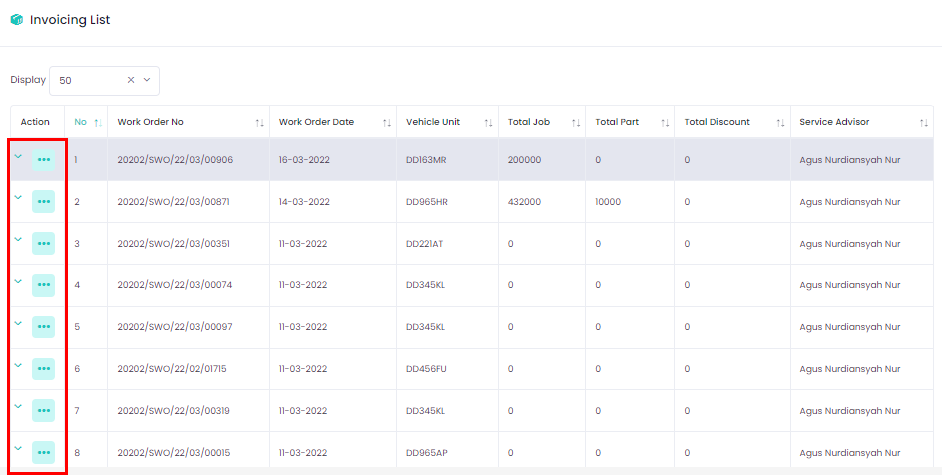 Invoicing List
Display 50
Action No Work Order No Work Order Date Vehicle Unit Total Job Total Part Total Discount Service Advisor
1 20202/SWO/22/03/00906 16-03-2022 DD163MR 200000 0 0 Agus Nurdiansyah Nur
2 20202/SWO/22/03/00871 14-03-2022 DD965HR 432000 10000 0 Agus Nurdiansyah Nur
3 20202/SWO/22/03/00351 11-03-2022 DD221AT 0 0 0 Agus Nurdiansyah Nur
4 20202/SWO/22/03/00074 11-03-2022 DD345KL 0 0 0 Agus Nurdiansyah Nur
5 20202/SWO/22/03/00097 11-03-2022 DD345KL 0 0 0 Agus Nurdiansyah Nur
6 20202/SWO/22/02/01715 11-03-2022 DD456FU 0 0 0 Agus Nurdiansyah Nur
7 20202/SWO/22/03/00319 11-03-2022 DD345KL 0 0 0 Agus Nurdiansyah Nur
8 20202/SWO/22/03/00015 11-03-2022 DD965AP 0 0 0 Agus Nurdiansyah Nur